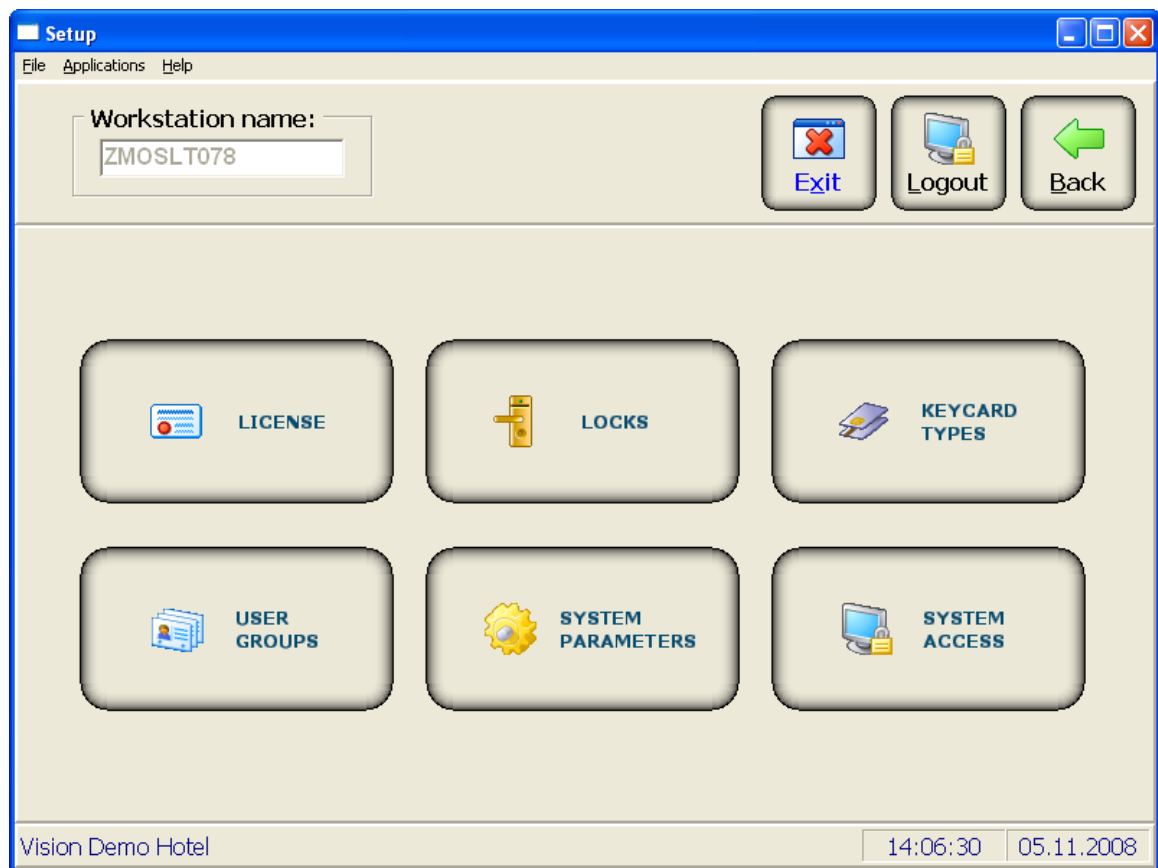 Setup
File Applications Help
Workstation name:
ZMOSLT078
Exit
Logout
Back
LICENSE
LOCKS
KEYCARD
TYPES
USER
GROUPS
SYSTEM
PARAMETERS
SYSTEM
ACCESS
Vision Demo Hotel
14:06:30
05.11.2008